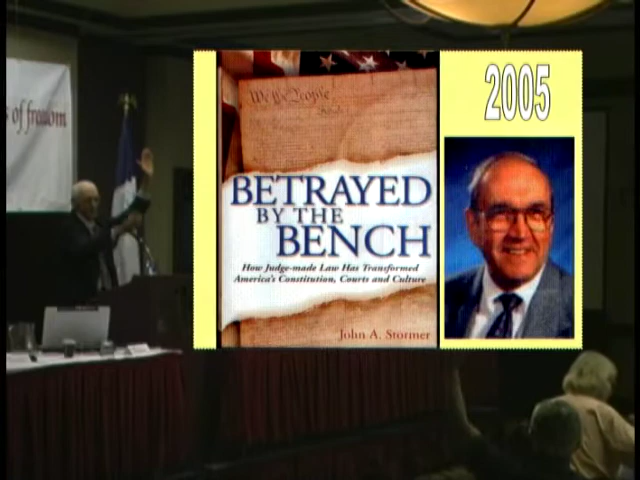 s of freedom
We the People
BETRAYED
BY THE
BENCH
How Judge-made Law Has Transformed
America's Constitution, Courts and Culture
John A. Stormer
2005